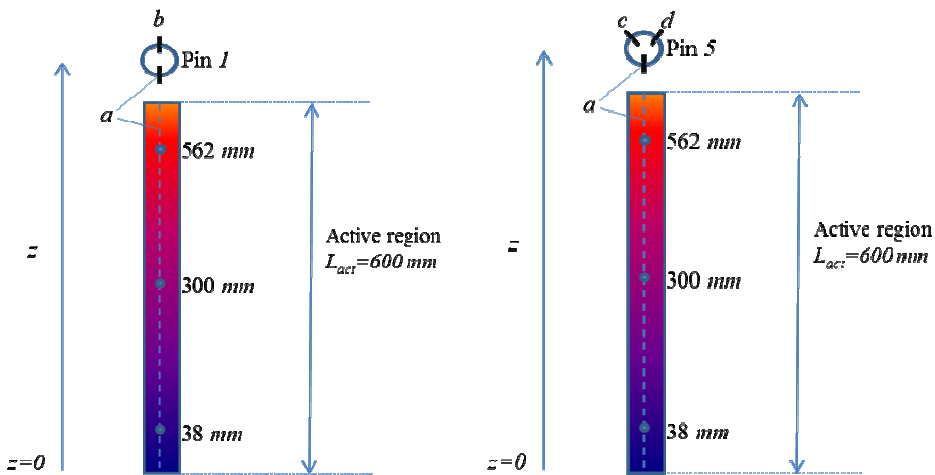 b
Pin 1
a
562 mm
Active region
Lact=600 mm
z
300 mm
38 mm
z=0
c d
Pin 5
a
562 mm
Active region
Lact=600 mm
z
300 mm
38 mm
z=0